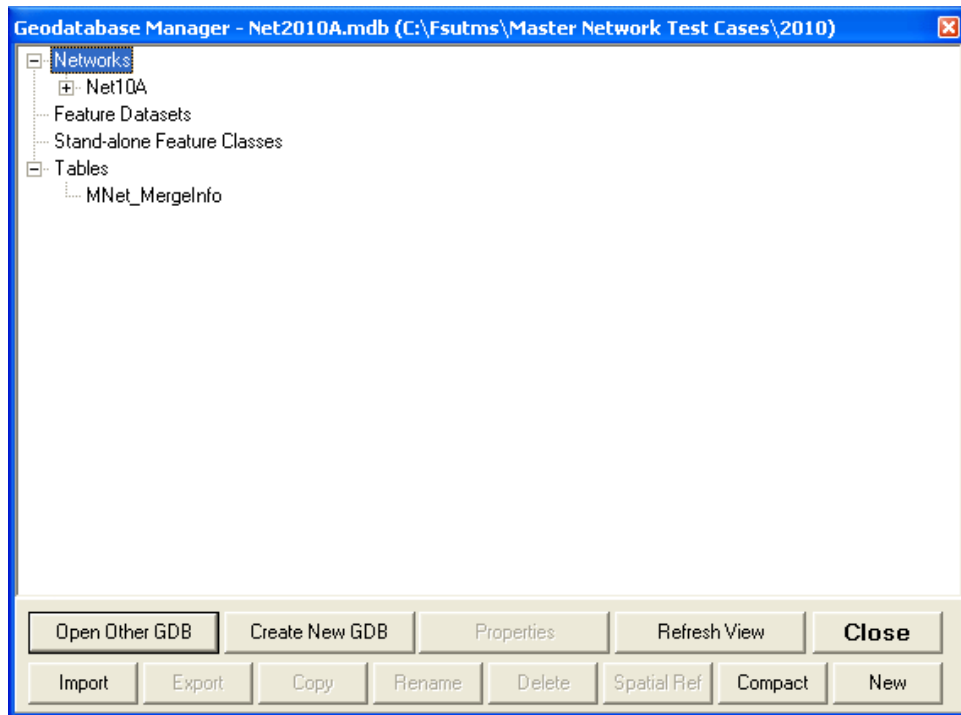 Geodatabase Manager - Net2010A.mdb (C:\Fsutms\Master Network Test Cases\2010)
Networks
Net10A
Feature Datasets
Stand-alone Feature Classes
Tables
MNet_MergeInfo
Open Other GDB Create New GDB Properties Refresh View Close
Import Export Copy Rename Delete Spatial Ref Compact New